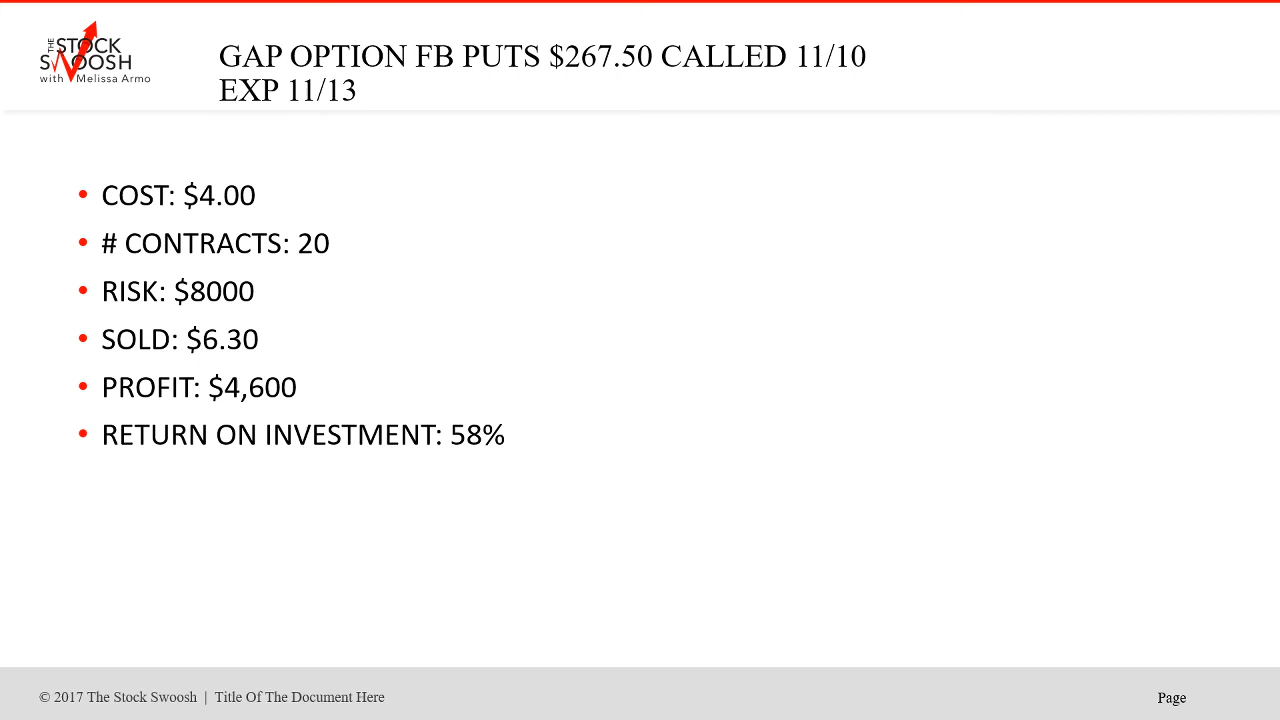 THE
STOCK
SWOOSH
with Melissa Armo
GAP OPTION FB PUTS $267.50 CALLED 11/10
EXP 11/13
• COST: $4.00
• # CONTRACTS: 20
• RISK: $8000
• SOLD: $6.30
• PROFIT: $4,600
• RETURN ON INVESTMENT: 58%
© 2017 The Stock Swoosh | Title Of The Document Here
Page